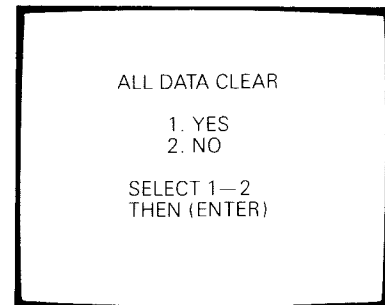 ALL DATA CLEAR
1. YES
2. NO
SELECT 1—2
THEN (ENTER)